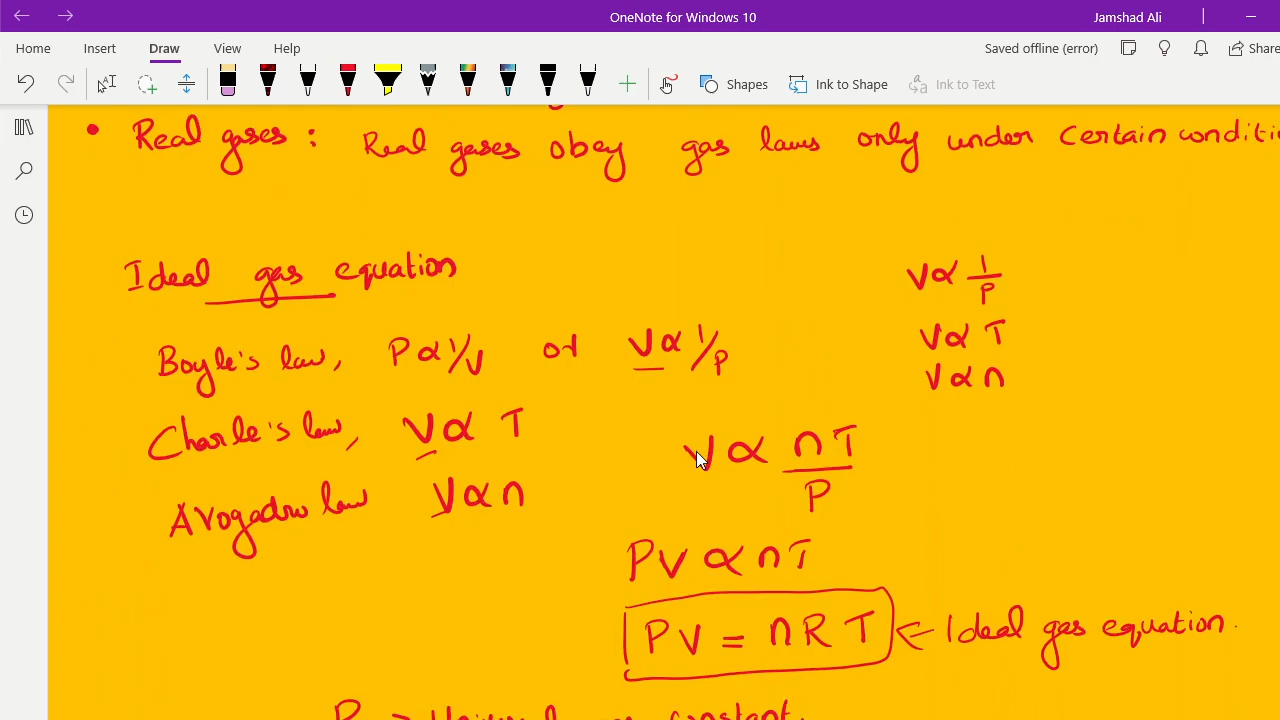 OneNote for Windows 10
Jamshad Ali
Home Insert Draw View Help
Saved offline (error)
Share
Shapes
Ink to Shape
Ink to Text
• Real gases : Real gases obey gas laws only under certain conditi
Ideal gas equation
Boyle's law, P ∝ 1/V or V ∝ 1/P
Charle's law, V ∝ T
Avogadro law V ∝ n
V ∝ 1/P
V ∝ T
V ∝ n
V ∝ nT/P
PV ∝ nT
PV = nRT ← Ideal gas equation.
R → constant.